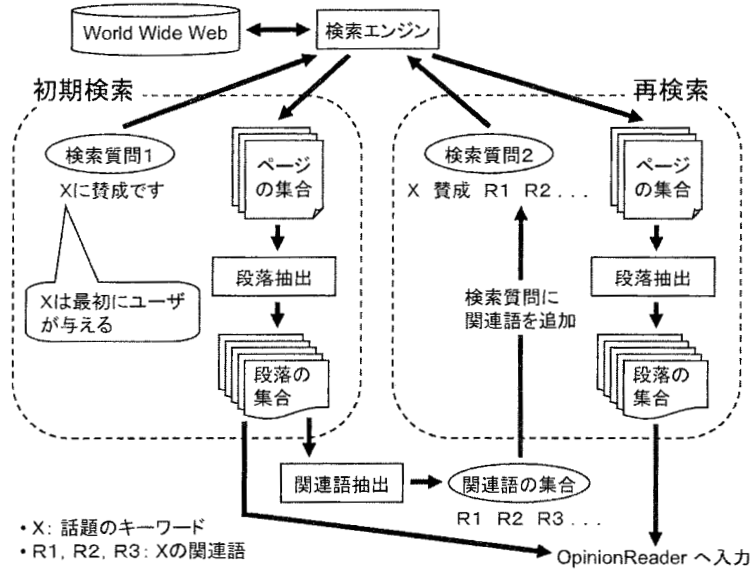 World Wide Web
検索エンジン
初期検索
検索質問1
Xに賛成です
Xは最初にユーザ
が与える
ページ
の集合
段落抽出
段落の
集合
関連語抽出
関連語の集合
R1 R2 R3 . . .
検索質問に
関連語を追加
再検索
検索質問2
X 賛成 R1 R2 . . .
ページ
の集合
段落抽出
段落の
集合
・X: 話題のキーワード
・R1, R2, R3: Xの関連語
OpinionReader へ入力